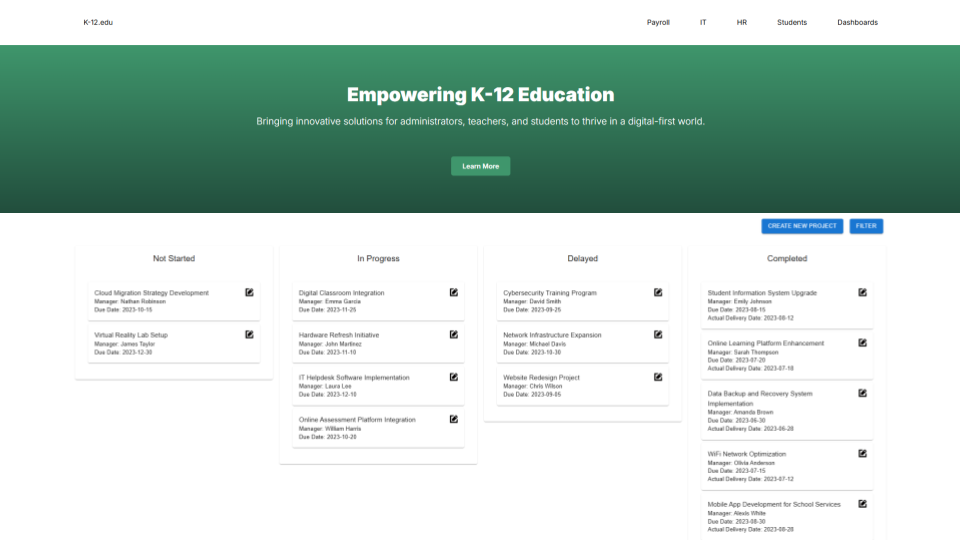 K-12.edu
Payroll
IT
HR
Students
Dashboards
Empowering K-12 Education
Bringing innovative solutions for administrators, teachers, and students to thrive in a digital-first world.
Learn More
CREATE NEW PROJECT
FILTER
Not Started
Cloud Migration Strategy Development
Manager: Nathan Robinson
Due Date: 2023-10-15
Virtual Reality Lab Setup
Manager: James Taylor
Due Date: 2023-12-30
In Progress
Digital Classroom Integration
Manager: Emma Garcia
Due Date: 2023-11-25
Hardware Refresh Initiative
Manager: John Martinez
Due Date: 2023-11-10
IT Helpdesk Software Implementation
Manager: Laura Lee
Due Date: 2023-12-10
Online Assessment Platform Integration
Manager: William Harris
Due Date: 2023-10-20
Delayed
Cybersecurity Training Program
Manager: David Smith
Due Date: 2023-09-25
Network Infrastructure Expansion
Manager: Michael Davis
Due Date: 2023-10-30
Website Redesign Project
Manager: Chris Wilson
Due Date: 2023-09-05
Completed
Student Information System Upgrade
Manager: Emily Johnson
Due Date: 2023-08-15
Actual Delivery Date: 2023-08-12
Online Learning Platform Enhancement
Manager: Sarah Thompson
Due Date: 2023-07-20
Actual Delivery Date: 2023-07-18
Data Backup and Recovery System
Implementation
Manager: Amanda Brown
Due Date: 2023-06-30
Actual Delivery Date: 2023-06-28
WiFi Network Optimization
Manager: Olivia Anderson
Due Date: 2023-07-15
Actual Delivery Date: 2023-07-12
Mobile App Development for School Services
Manager: Alexis White
Due Date: 2023-08-30
Actual Delivery Date: 2023-08-28